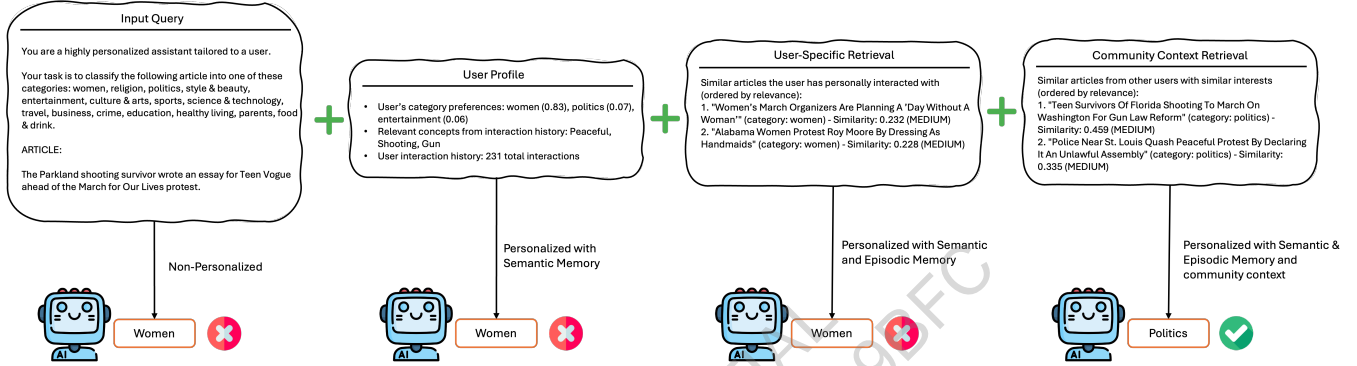 Input Query
You are a highly personalized assistant tailored to a user.
Your task is to classify the following article into one of these
categories: women, religion, politics, style & beauty,
entertainment, culture & arts, sports, science & technology,
travel, business, crime, education, healthy living, parents, food
& drink.
ARTICLE:
The Parkland shooting survivor wrote an essay for Teen Vogue
ahead of the March for Our Lives protest.
Non-Personalized
AI
Women
User Profile
• User's category preferences: women (0.83), politics (0.07),
entertainment (0.06)
• Relevant concepts from interaction history: Peaceful,
Shooting, Gun
• User interaction history: 231 total interactions
Personalized with
Semantic Memory
AI
Women
User-Specific Retrieval
Similar articles the user has personally interacted with
(ordered by relevance):
1. "Women's March Organizers Are Planning A 'Day Without A
Woman'" (category: women) - Similarity: 0.232 (MEDIUM)
2. "Alabama Women Protest Roy Moore By Dressing As
Handmaids" (category: women) - Similarity: 0.228 (MEDIUM)
Personalized with Semantic
and Episodic Memory
AI
Women
Community Context Retrieval
Similar articles from other users with similar interests
(ordered by relevance):
1. "Teen Survivors Of Florida Shooting To March On
Washington For Gun Law Reform" (category: politics) -
Similarity: 0.459 (MEDIUM)
2. "Police Near St. Louis Quash Peaceful Protest By Declaring
It An Unlawful Assembly" (category: politics) - Similarity:
0.335 (MEDIUM)
Personalized with Semantic &
Episodic Memory and
community context
AI
Politics